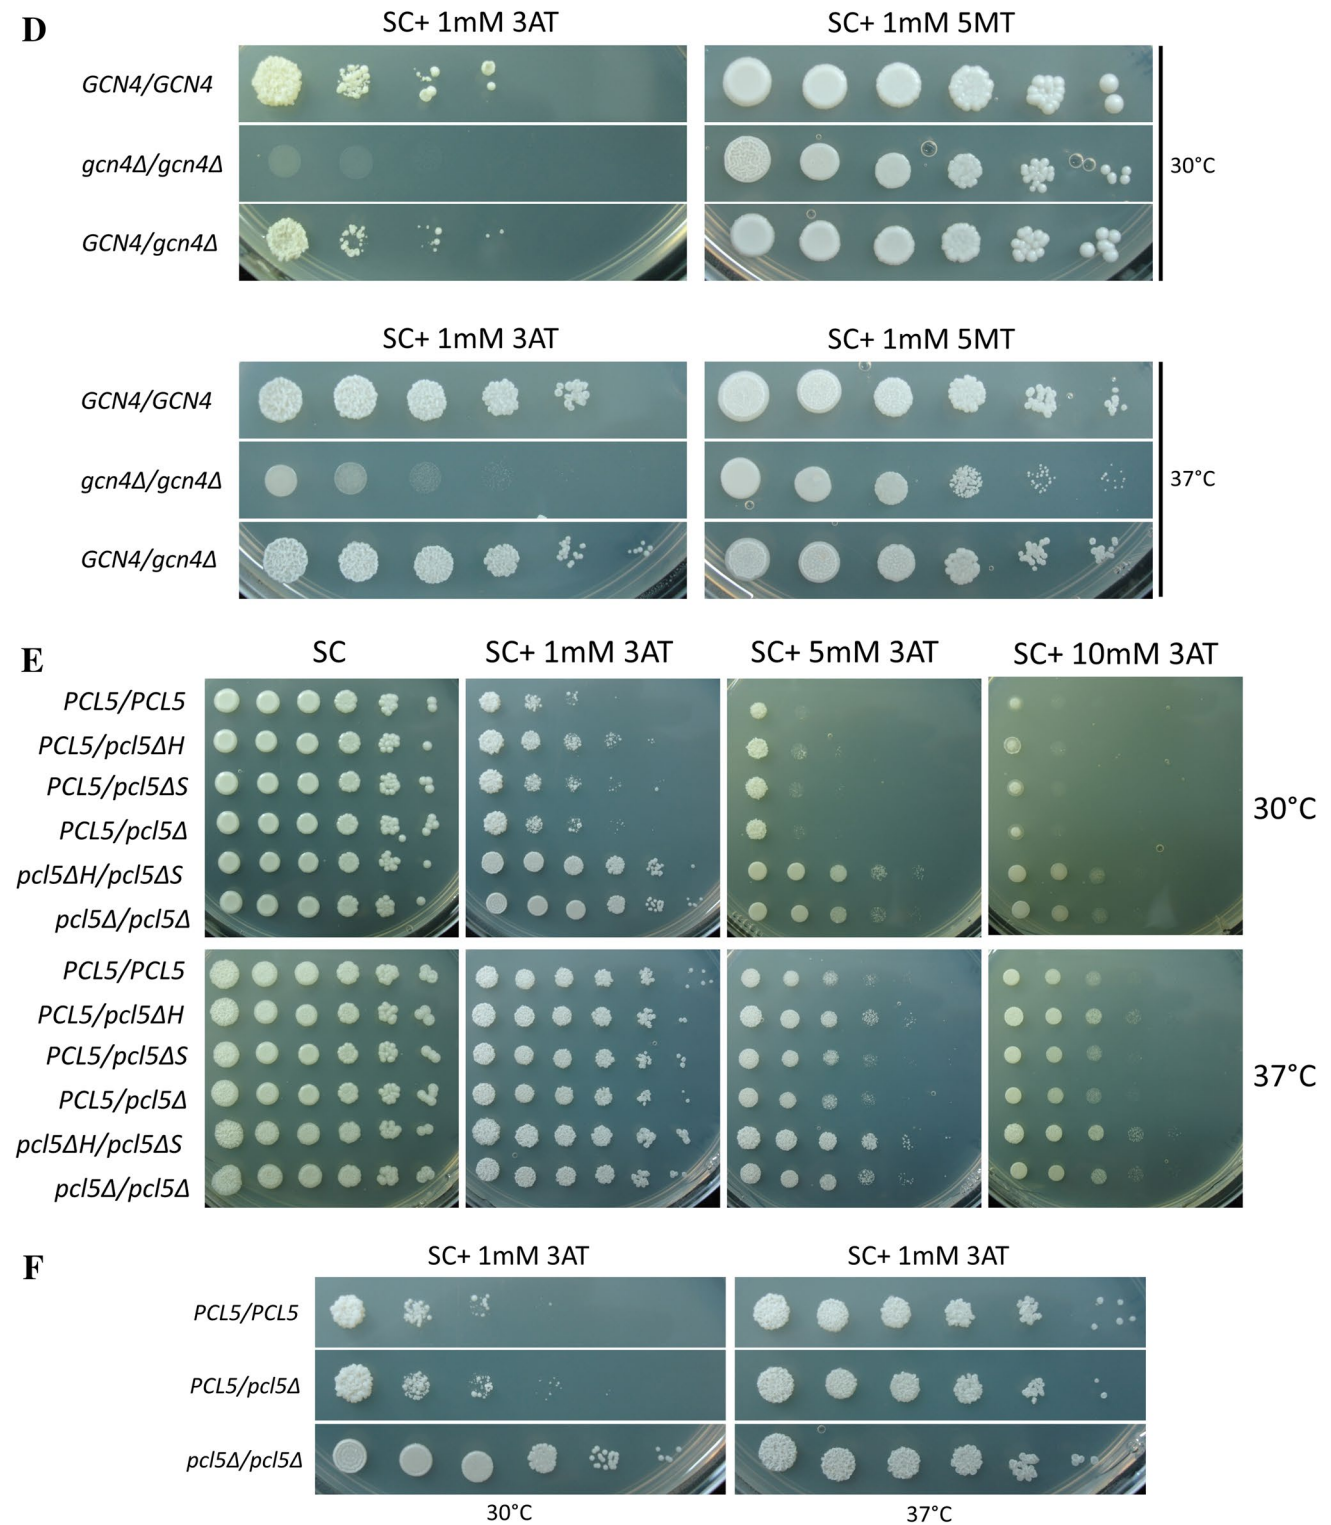 D
SC+ 1mM 3AT SC+ 1mM 5MT
GCN4/GCN4
gcn4Δ/gcn4Δ 30°C
GCN4/gcn4Δ
SC+ 1mM 3AT SC+ 1mM 5MT
GCN4/GCN4
gcn4Δ/gcn4Δ 37°C
GCN4/gcn4Δ
E
SC SC+ 1mM 3AT SC+ 5mM 3AT SC+ 10mM 3AT
PCL5/PCL5
PCL5/pcl5ΔH
PCL5/pcl5ΔS
PCL5/pcl5Δ
pcl5ΔH/pcl5ΔS
pcl5Δ/pcl5Δ
30°C
PCL5/PCL5
PCL5/pcl5ΔH
PCL5/pcl5ΔS
PCL5/pcl5Δ
pcl5ΔH/pcl5ΔS
pcl5Δ/pcl5Δ
37°C
F
SC+ 1mM 3AT SC+ 1mM 3AT
PCL5/PCL5
PCL5/pcl5Δ
pcl5Δ/pcl5Δ
30°C 37°C